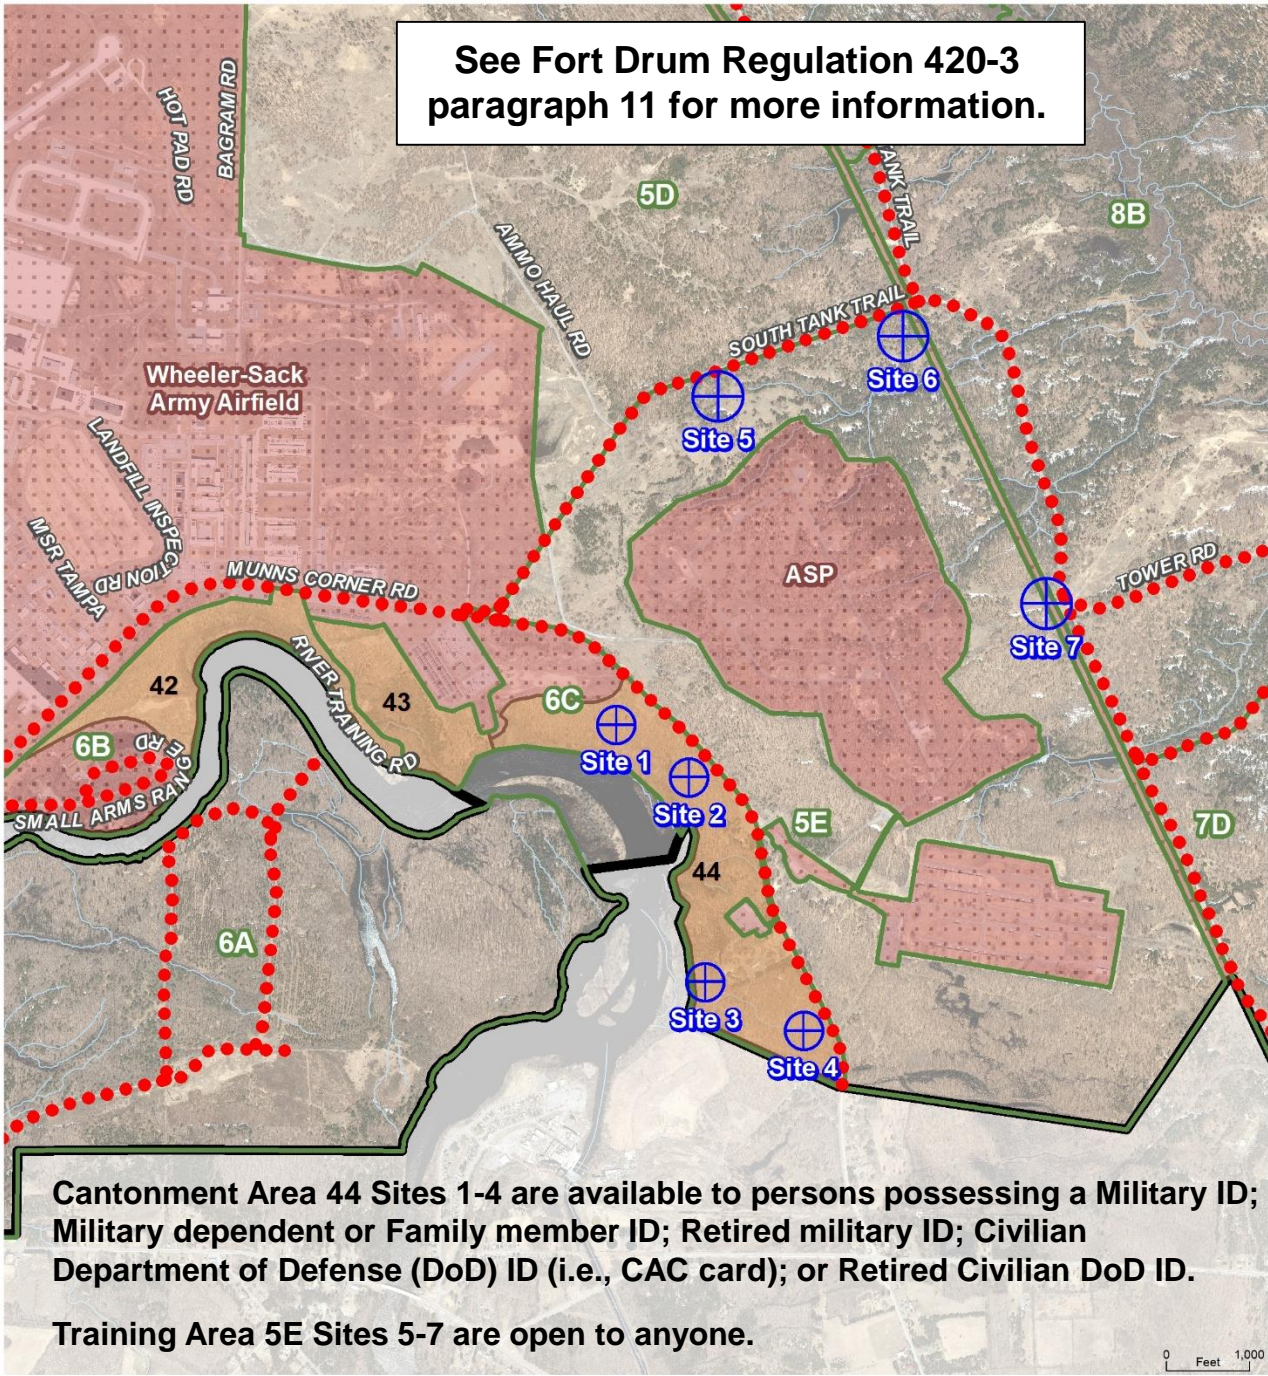 See Fort Drum Regulation 420-3
paragraph 11 for more information.
HOT PAD RD
BAGRAM RD
5D
TANK TRAIL
8B
AMMO HAUL RD
SOUTH TANK TRAIL
Wheeler-Sack
Army Airfield
Site 6
Site 5
LANDFILL INSPECTION RD
MSR TAMPA
MUNNS CORNER RD
ASP
TOWER RD
Site 7
RIVER TRAINING RD
42
43
6C
6B
Site 1
SMALL ARMS RANGE RD
Site 2
5E
7D
44
6A
Site 3
Site 4
Cantonment Area 44 Sites 1-4 are available to persons possessing a Military ID;
Military dependent or Family member ID; Retired military ID; Civilian
Department of Defense (DoD) ID (i.e., CAC card); or Retired Civilian DoD ID.
Training Area 5E Sites 5-7 are open to anyone.
0 1,000
Feet